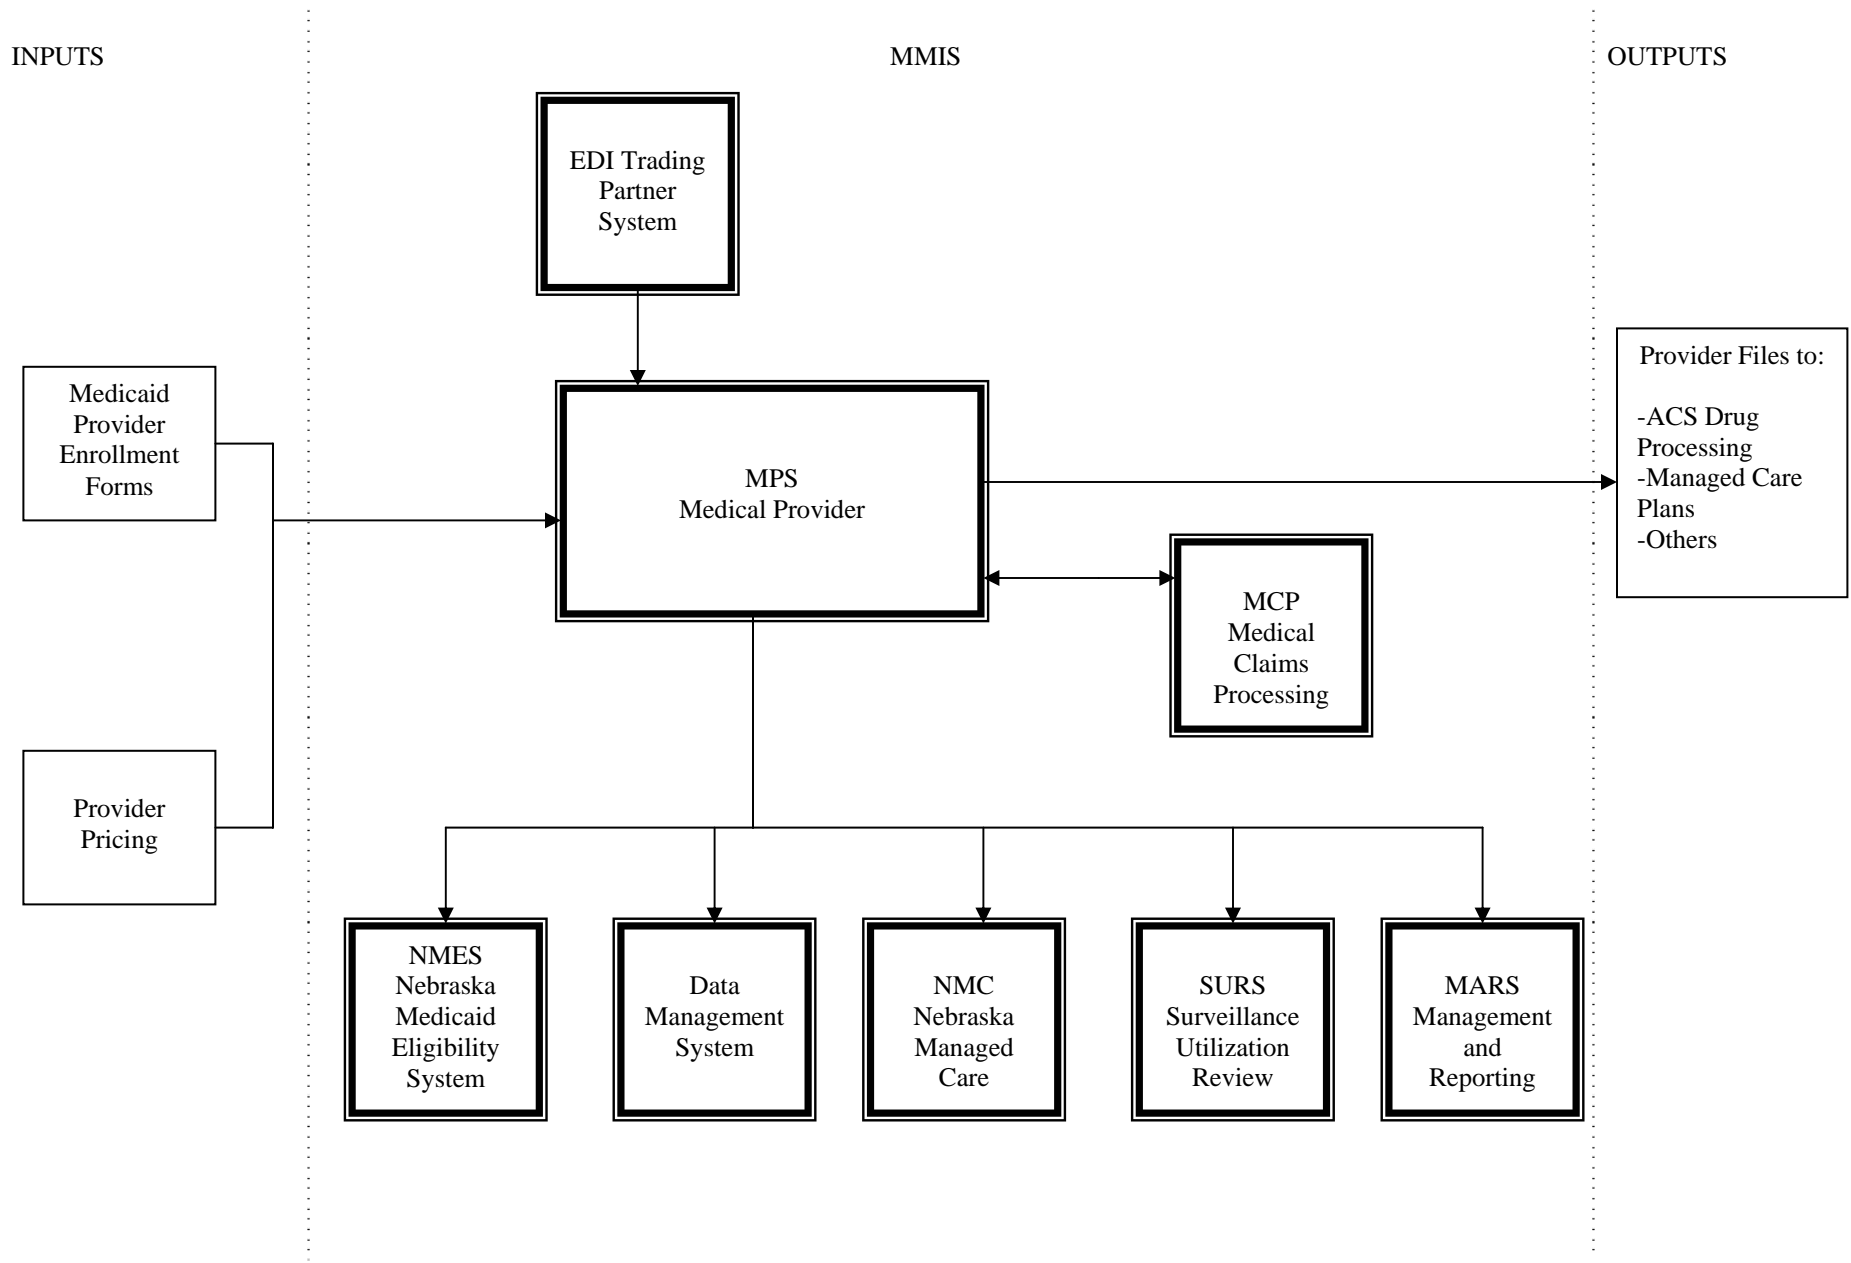 INPUTS
MMIS
OUTPUTS
EDI Trading
Partner
System
Medicaid
Provider
Enrollment
Forms
MPS
Medical Provider
Provider Files to:
-ACS Drug
Processing
-Managed Care
Plans
-Others
MCP
Medical
Claims
Processing
Provider
Pricing
NMES
Nebraska
Medicaid
Eligibility
System
Data
Management
System
NMC
Nebraska
Managed
Care
SURS
Surveillance
Utilization
Review
MARS
Management
and
Reporting